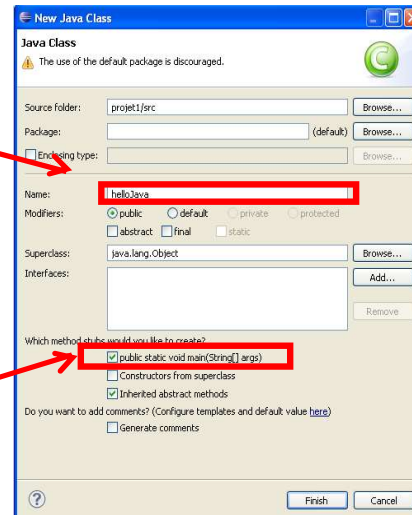 New Java Class
Java Class
The use of the default package is discouraged.
Source folder: projet1/src Browse...
Package: (default) Browse...
Enclosing type: Browse...
Name: helloJava
Modifiers: public default private protected
abstract final static
Superclass: java.lang.Object Browse...
Interfaces: Add...
Remove
Which method stubs would you like to create?
public static void main(String[] args)
Constructors from superclass
Inherited abstract methods
Do you want to add comments? (Configure templates and default value here)
Generate comments
? Finish Cancel